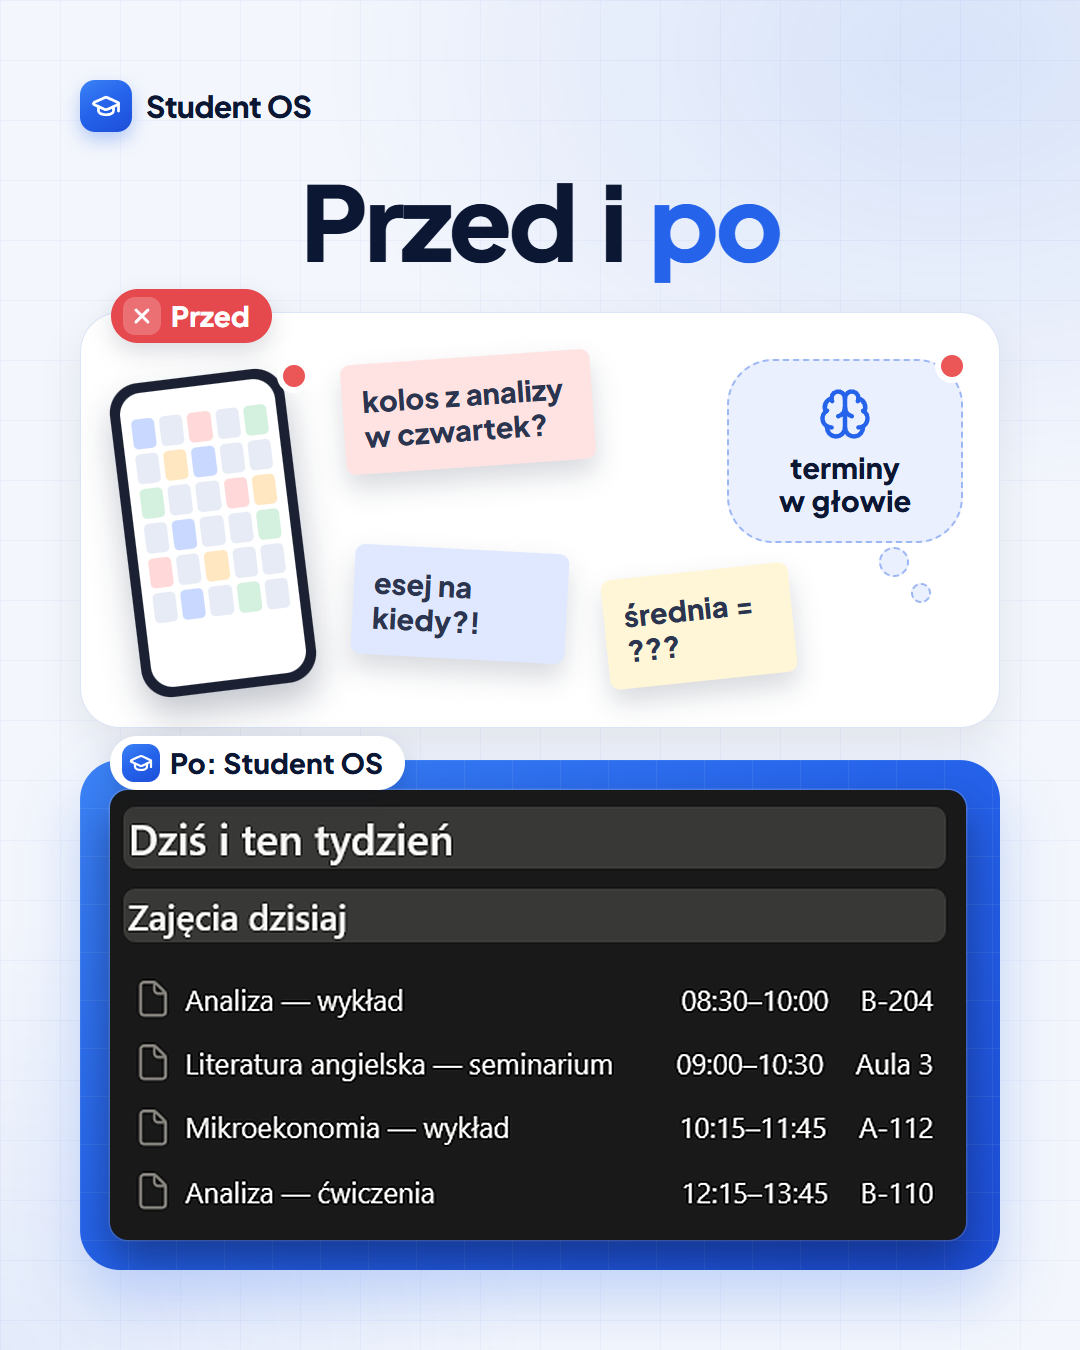 Student OS
Przed i po
Przed
kolos z analizy
w czwartek?
terminy
w głowie
esej na
kiedy?!
średnia =
???
Po: Student OS
Dziś i ten tydzień
Zajęcia dzisiaj
Analiza — wykład 08:30–10:00 B-204
Literatura angielska — seminarium 09:00–10:30 Aula 3
Mikroekonomia — wykład 10:15–11:45 A-112
Analiza — ćwiczenia 12:15–13:45 B-110